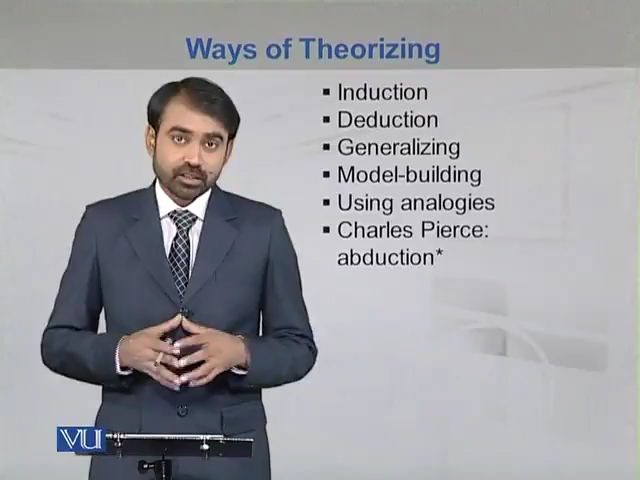 Ways of Theorizing
▪ Induction
▪ Deduction
▪ Generalizing
▪ Model-building
▪ Using analogies
▪ Charles Pierce:
abduction*
VU